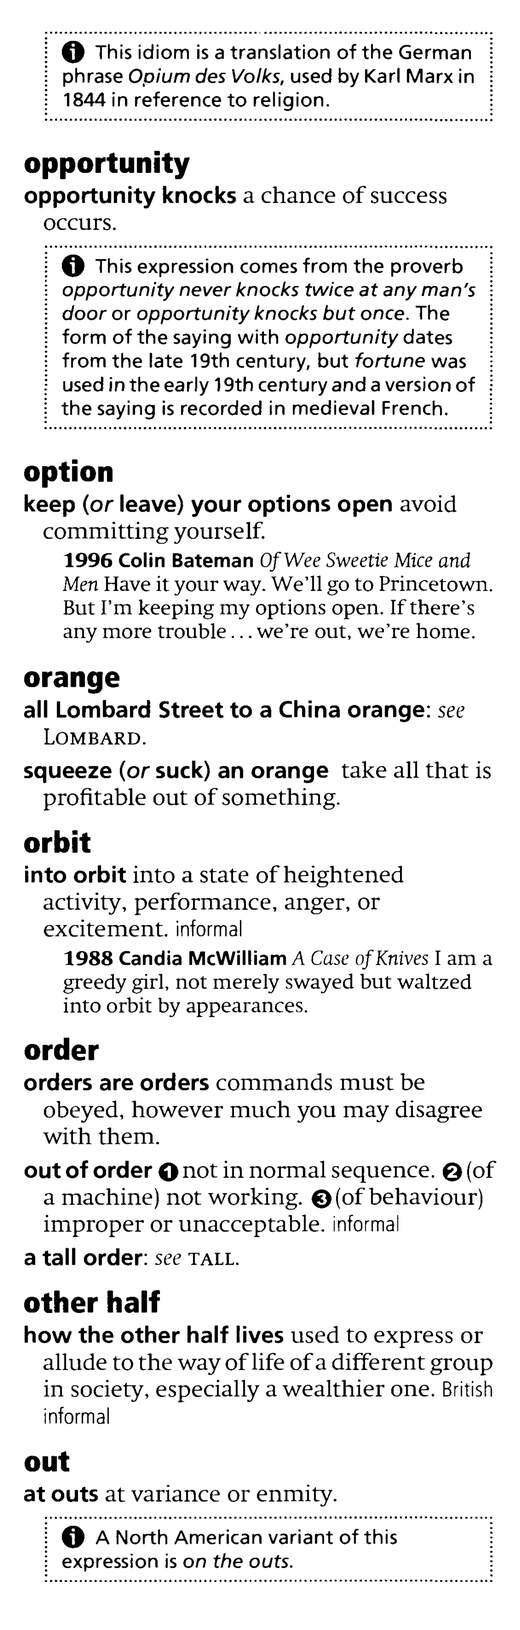 ⓘ This idiom is a translation of the German
phrase Opium des Volks, used by Karl Marx in
1844 in reference to religion.
opportunity
opportunity knocks a chance of success
occurs.
ⓘ This expression comes from the proverb
opportunity never knocks twice at any man's
door or opportunity knocks but once. The
form of the saying with opportunity dates
from the late 19th century, but fortune was
used in the early 19th century and a version of
the saying is recorded in medieval French.
option
keep (or leave) your options open avoid
committing yourself.
1996 Colin Bateman Of Wee Sweetie Mice and
Men Have it your way. We'll go to Princetown.
But I'm keeping my options open. If there's
any more trouble... we're out, we're home.
orange
all Lombard Street to a China orange: see
LOMBARD.
squeeze (or suck) an orange take all that is
profitable out of something.
orbit
into orbit into a state of heightened
activity, performance, anger, or
excitement. informal
1988 Candia McWilliam A Case of Knives I am a
greedy girl, not merely swayed but waltzed
into orbit by appearances.
order
orders are orders commands must be
obeyed, however much you may disagree
with them.
out of order ❶ not in normal sequence. ❷ (of
a machine) not working. ❸ (of behaviour)
improper or unacceptable. informal
a tall order: see TALL.
other half
how the other half lives used to express or
allude to the way of life of a different group
in society, especially a wealthier one. British
informal
out
at outs at variance or enmity.
ⓘ A North American variant of this
expression is on the outs.